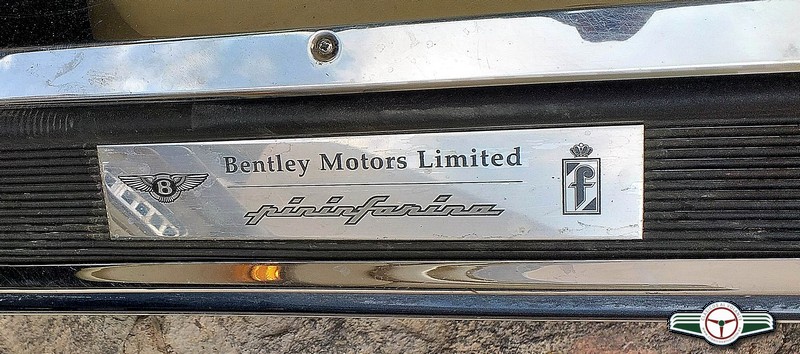 Bentley Motors Limited
B
pininfarina
f